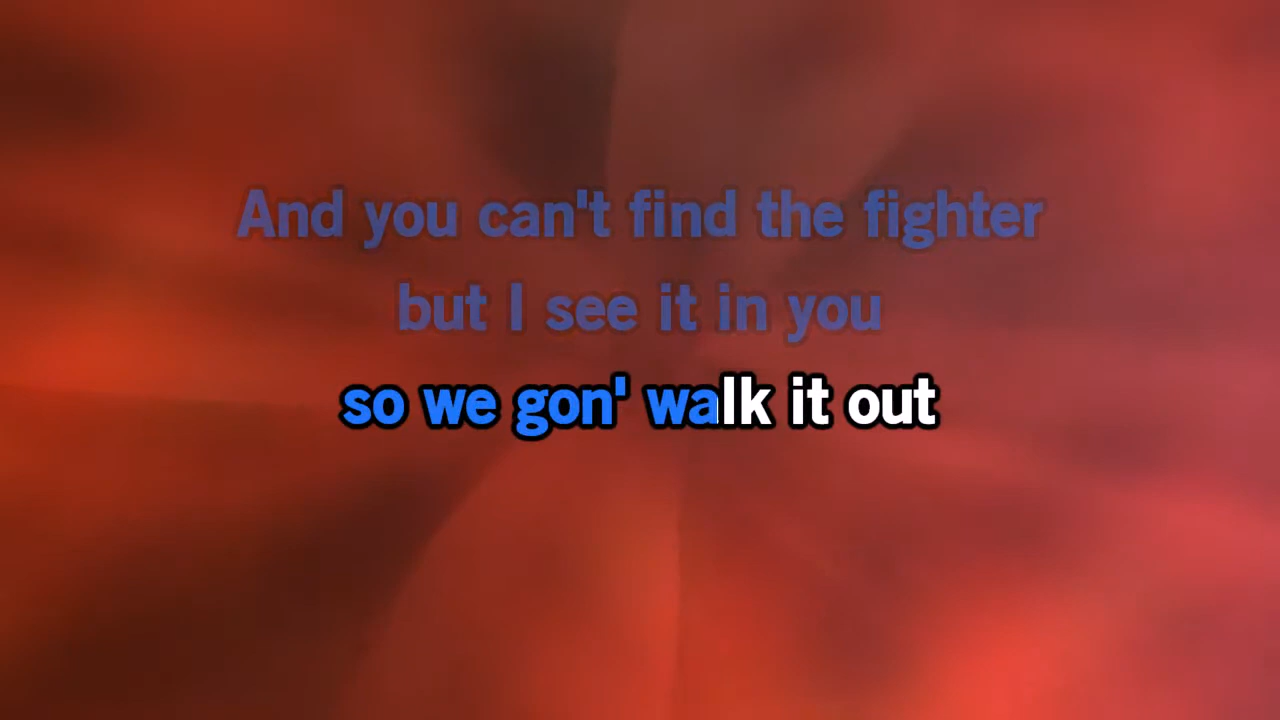 And you can't find the fighter
but I see it in you
so we gon' walk it out